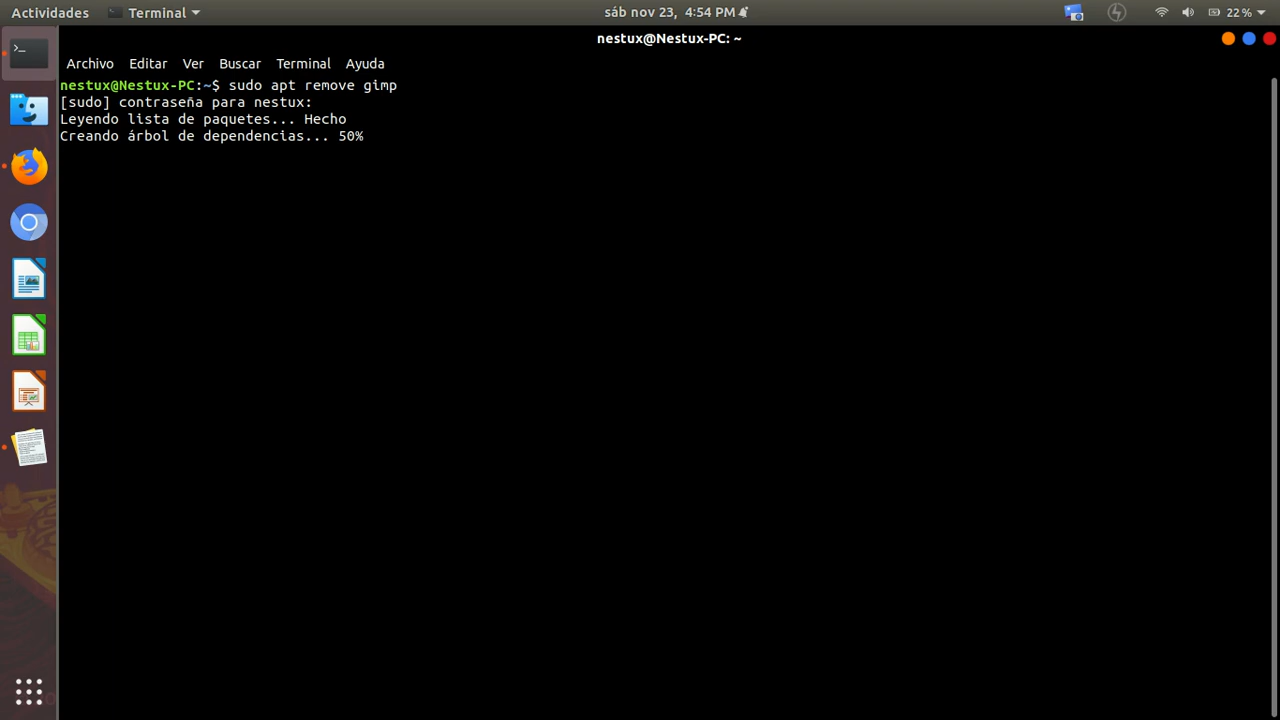 Actividades Terminal sáb nov 23, 4:54 PM 22 %
nestux@Nestux-PC: ~
Archivo Editar Ver Buscar Terminal Ayuda
nestux@Nestux-PC:~$ sudo apt remove gimp
[sudo] contraseña para nestux:
Leyendo lista de paquetes... Hecho
Creando árbol de dependencias... 50%